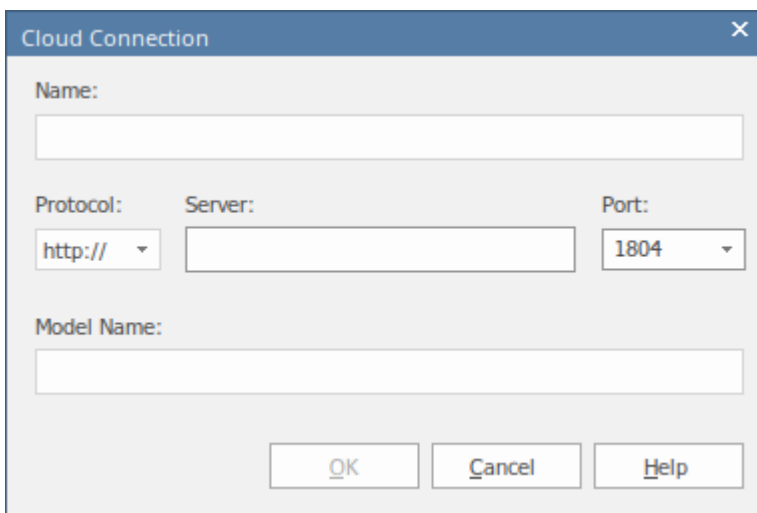 Cloud Connection
Name:
Protocol: Server: Port:
http:// 1804
Model Name:
OK Cancel Help